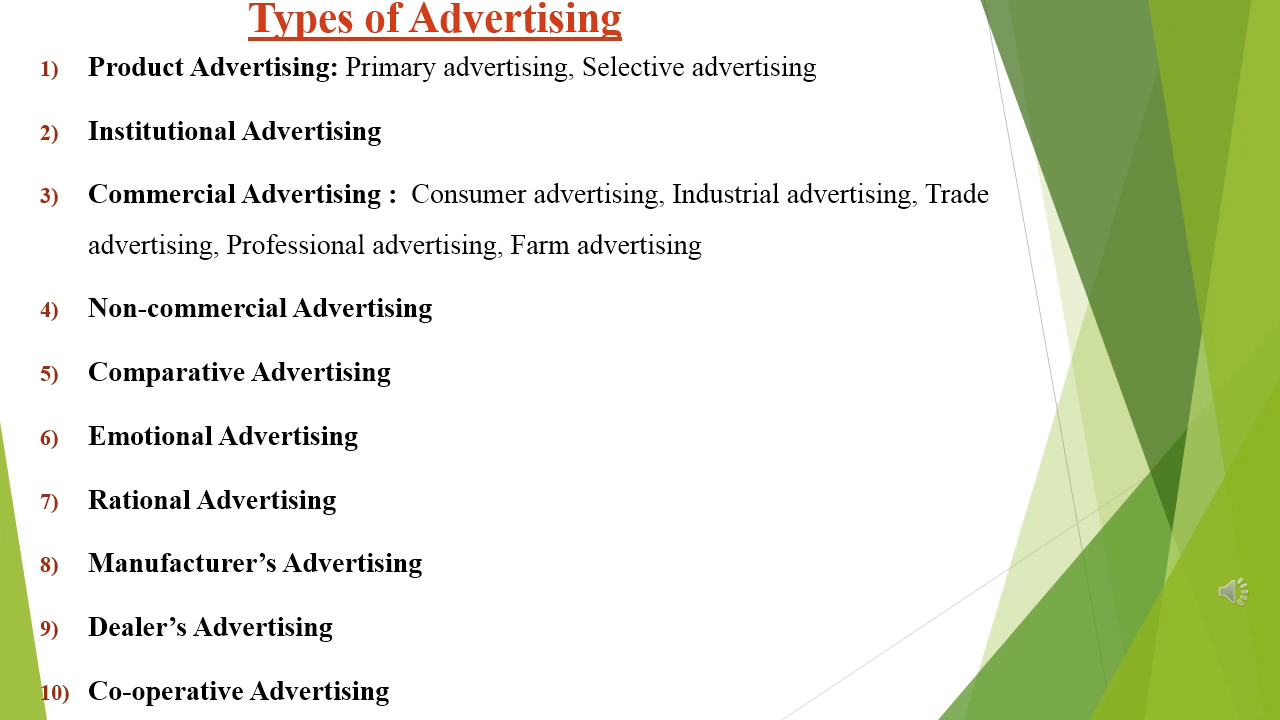 Types of Advertising
1) Product Advertising: Primary advertising, Selective advertising
2) Institutional Advertising
3) Commercial Advertising : Consumer advertising, Industrial advertising, Trade
advertising, Professional advertising, Farm advertising
4) Non-commercial Advertising
5) Comparative Advertising
6) Emotional Advertising
7) Rational Advertising
8) Manufacturer’s Advertising
9) Dealer’s Advertising
10) Co-operative Advertising